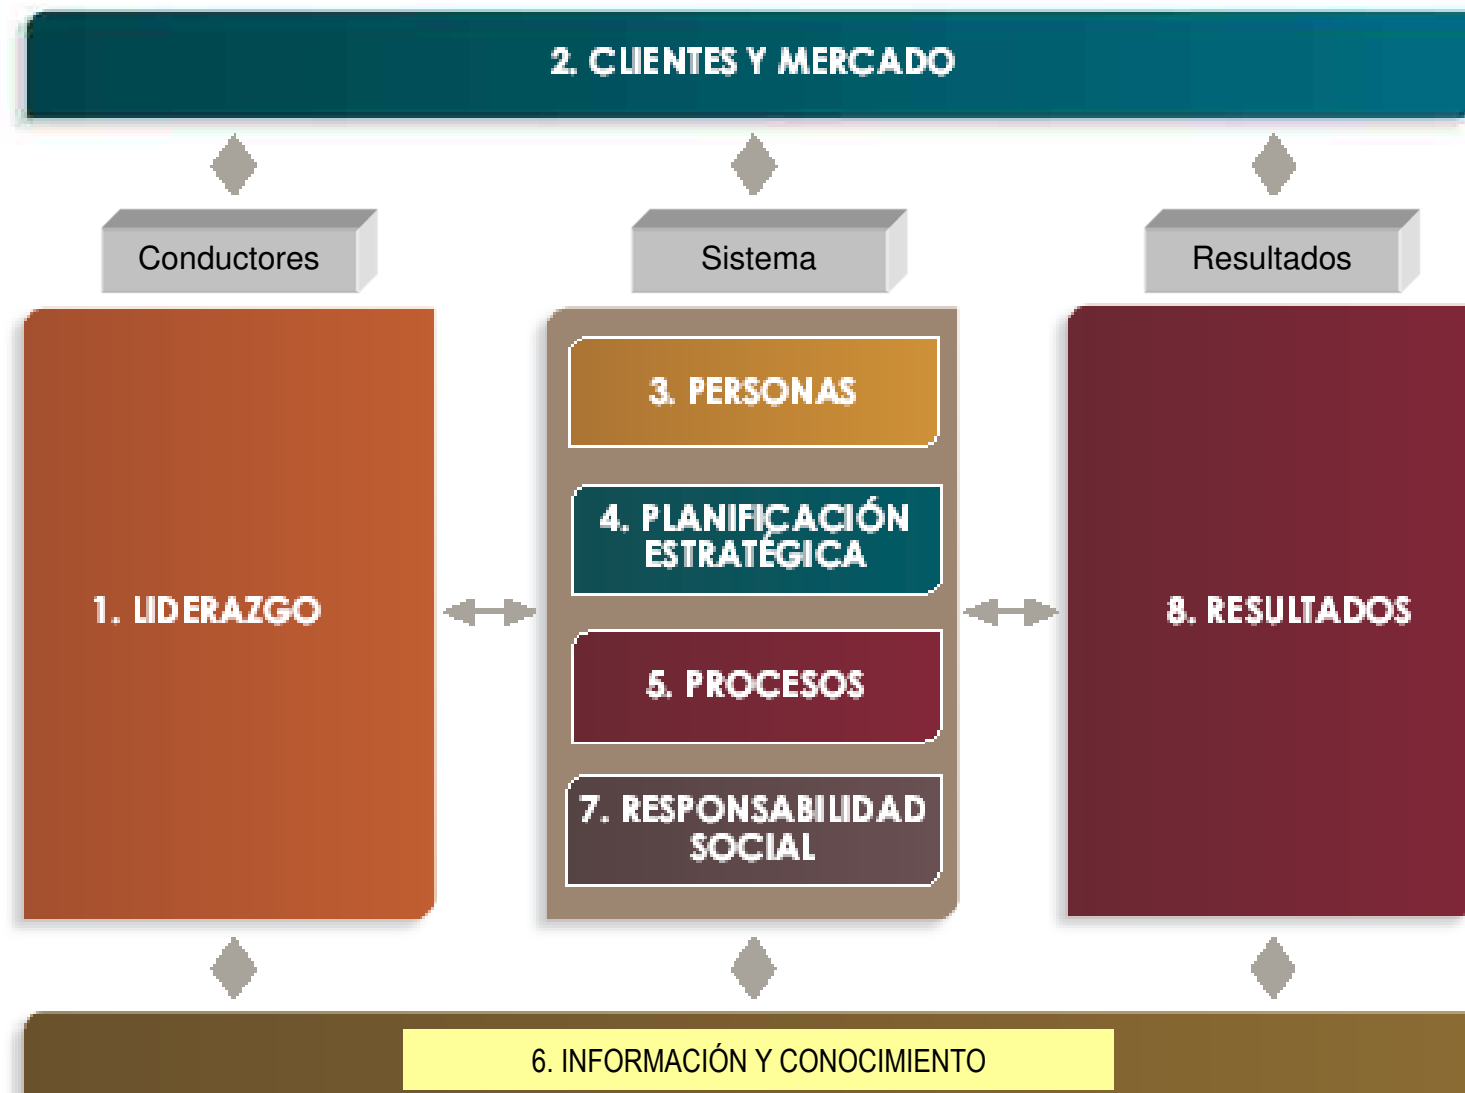 2. CLIENTES Y MERCADO
Conductores
Sistema
Resultados
1. LIDERAZGO
3. PERSONAS
4. PLANIFICACIÓN
ESTRATÉGICA
5. PROCESOS
7. RESPONSABILIDAD
SOCIAL
8. RESULTADOS
6. INFORMACIÓN Y CONOCIMIENTO